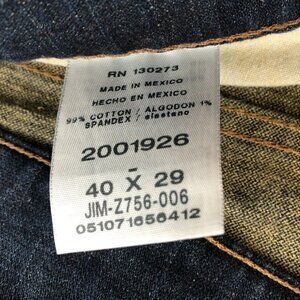 RN 130273
MADE IN MEXICO
HECHO EN MEXICO
99% COTTON / ALGODON 1%
SPANDEX / elastano
2001926
-
40 X 29
JIM-Z756-006
051071656412